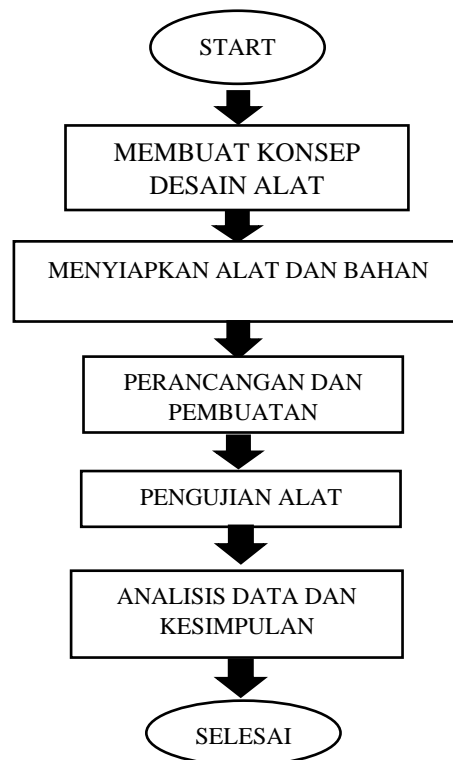 START
MEMBUAT KONSEP
DESAIN ALAT
MENYIAPKAN ALAT DAN BAHAN
PERANCANGAN DAN
PEMBUATAN
PENGUJIAN ALAT
ANALISIS DATA DAN
KESIMPULAN
SELESAI